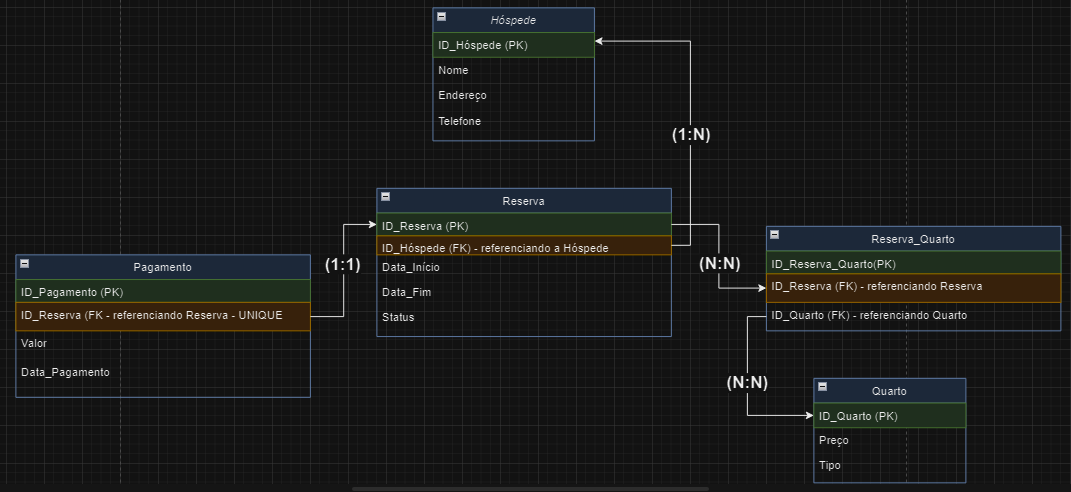 Hóspede
ID_Hóspede (PK)
Nome
Endereço
Telefone
(1:N)
Reserva
ID_Reserva (PK)
ID_Hóspede (FK) - referenciando a Hóspede
Data_Início
Data_Fim
Status
(1:1)
Pagamento
ID_Pagamento (PK)
ID_Reserva (FK - referenciando Reserva - UNIQUE
Valor
Data_Pagamento
(N:N)
Reserva_Quarto
ID_Reserva_Quarto(PK)
ID_Reserva (FK) - referenciando Reserva
ID_Quarto (FK) - referenciando Quarto
(N:N)
Quarto
ID_Quarto (PK)
Preço
Tipo